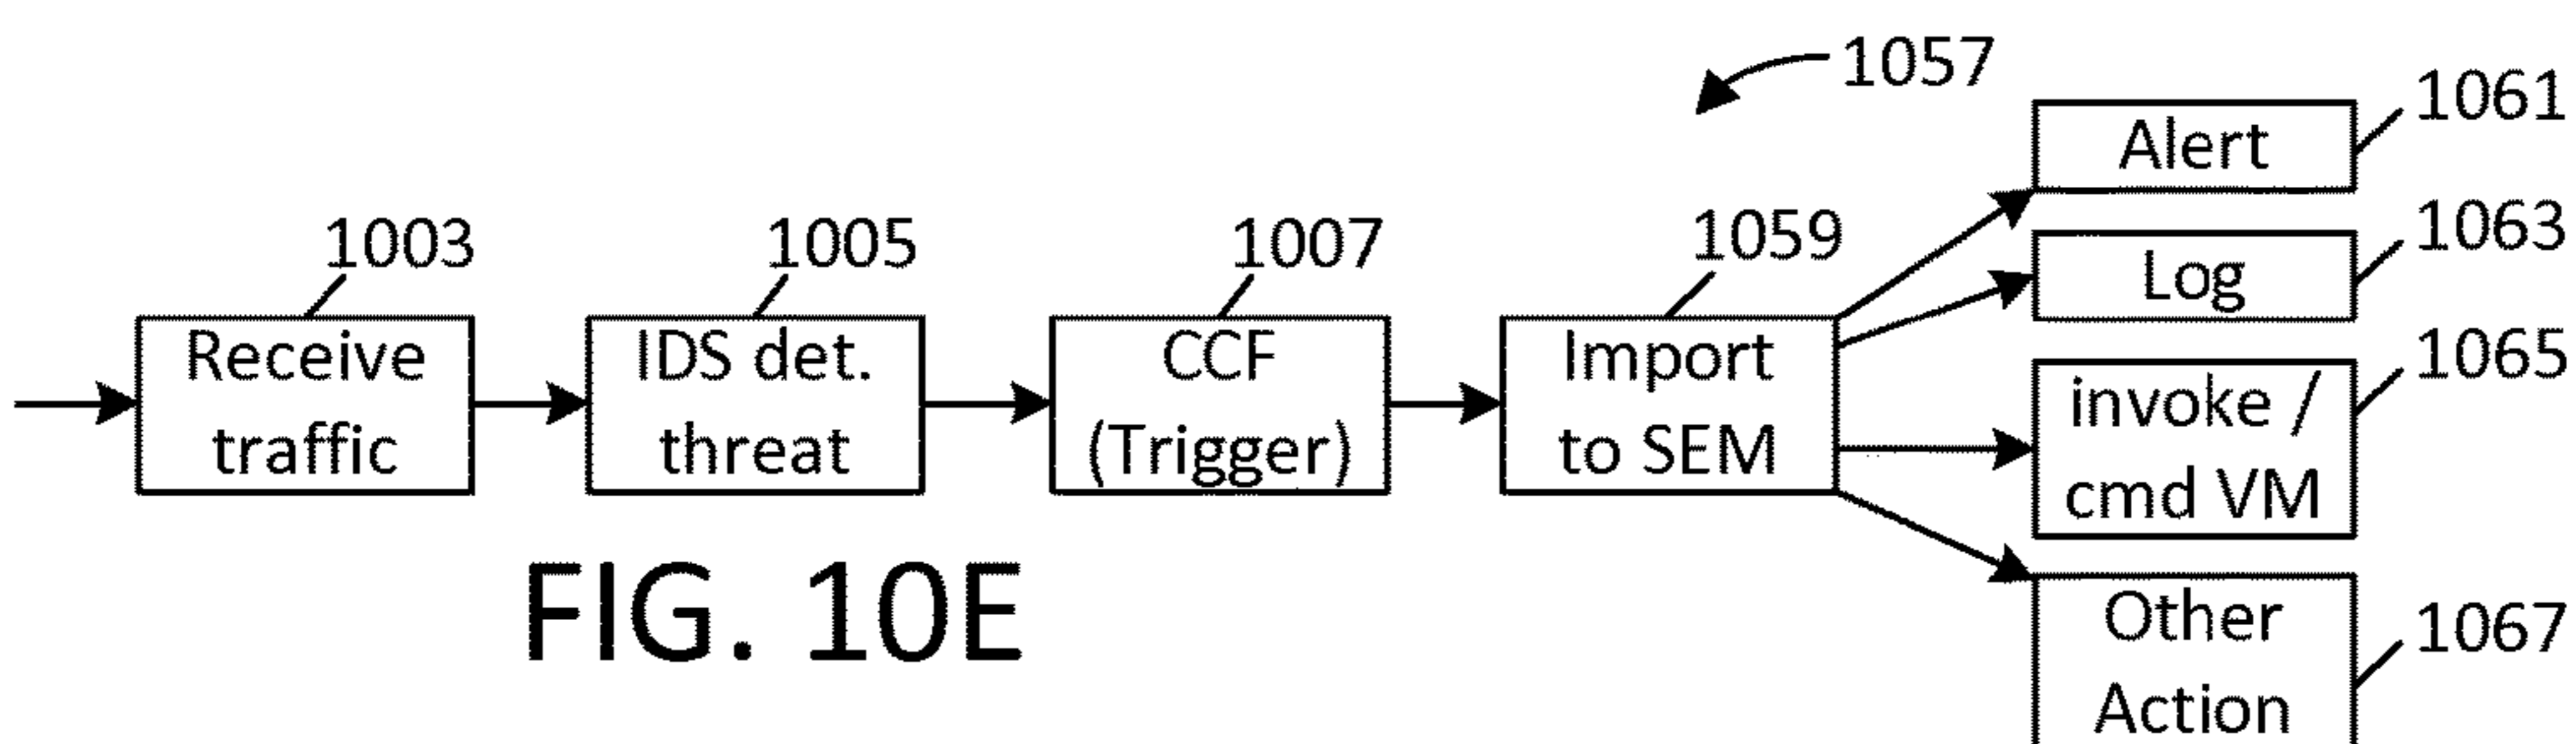 1057
1061
Alert
1063
Log
1003
1005
1007
1059
1065
Receive
traffic
IDS det.
threat
CCF
(Trigger)
Import
to SEM
invoke /
cmd VM
FIG. 10E
1067
Other
Action